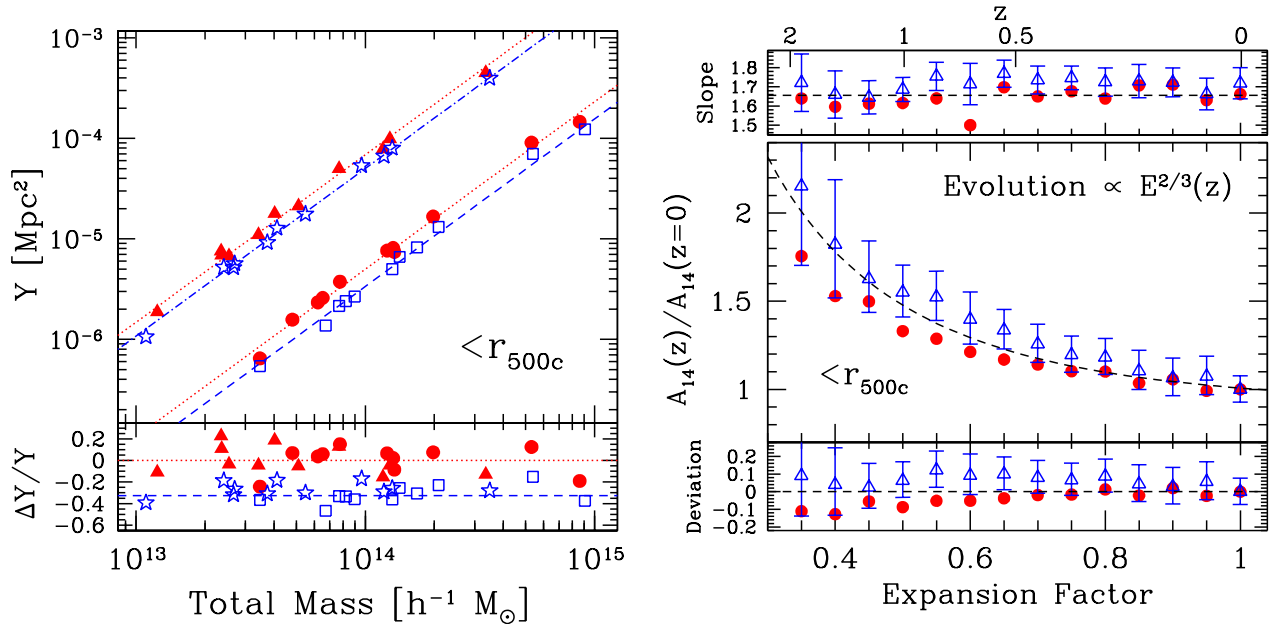 10⁻³
10⁻⁴
10⁻⁵
10⁻⁶
Y [Mpc²]
<r500c
0.2
0
−0.2
−0.4
−0.6
ΔY/Y
10¹³ 10¹⁴ 10¹⁵
Total Mass [h⁻¹ M⊙]
z
2 1 0.5 0
1.8
1.7
1.6
1.5
Slope
Evolution ∝ E²/³(z)
2
1.5
1
A₁₄(z)/A₁₄(z=0)
<r500c
0.2
0.1
0
−0.1
−0.2
Deviation
0.4 0.6 0.8 1
Expansion Factor